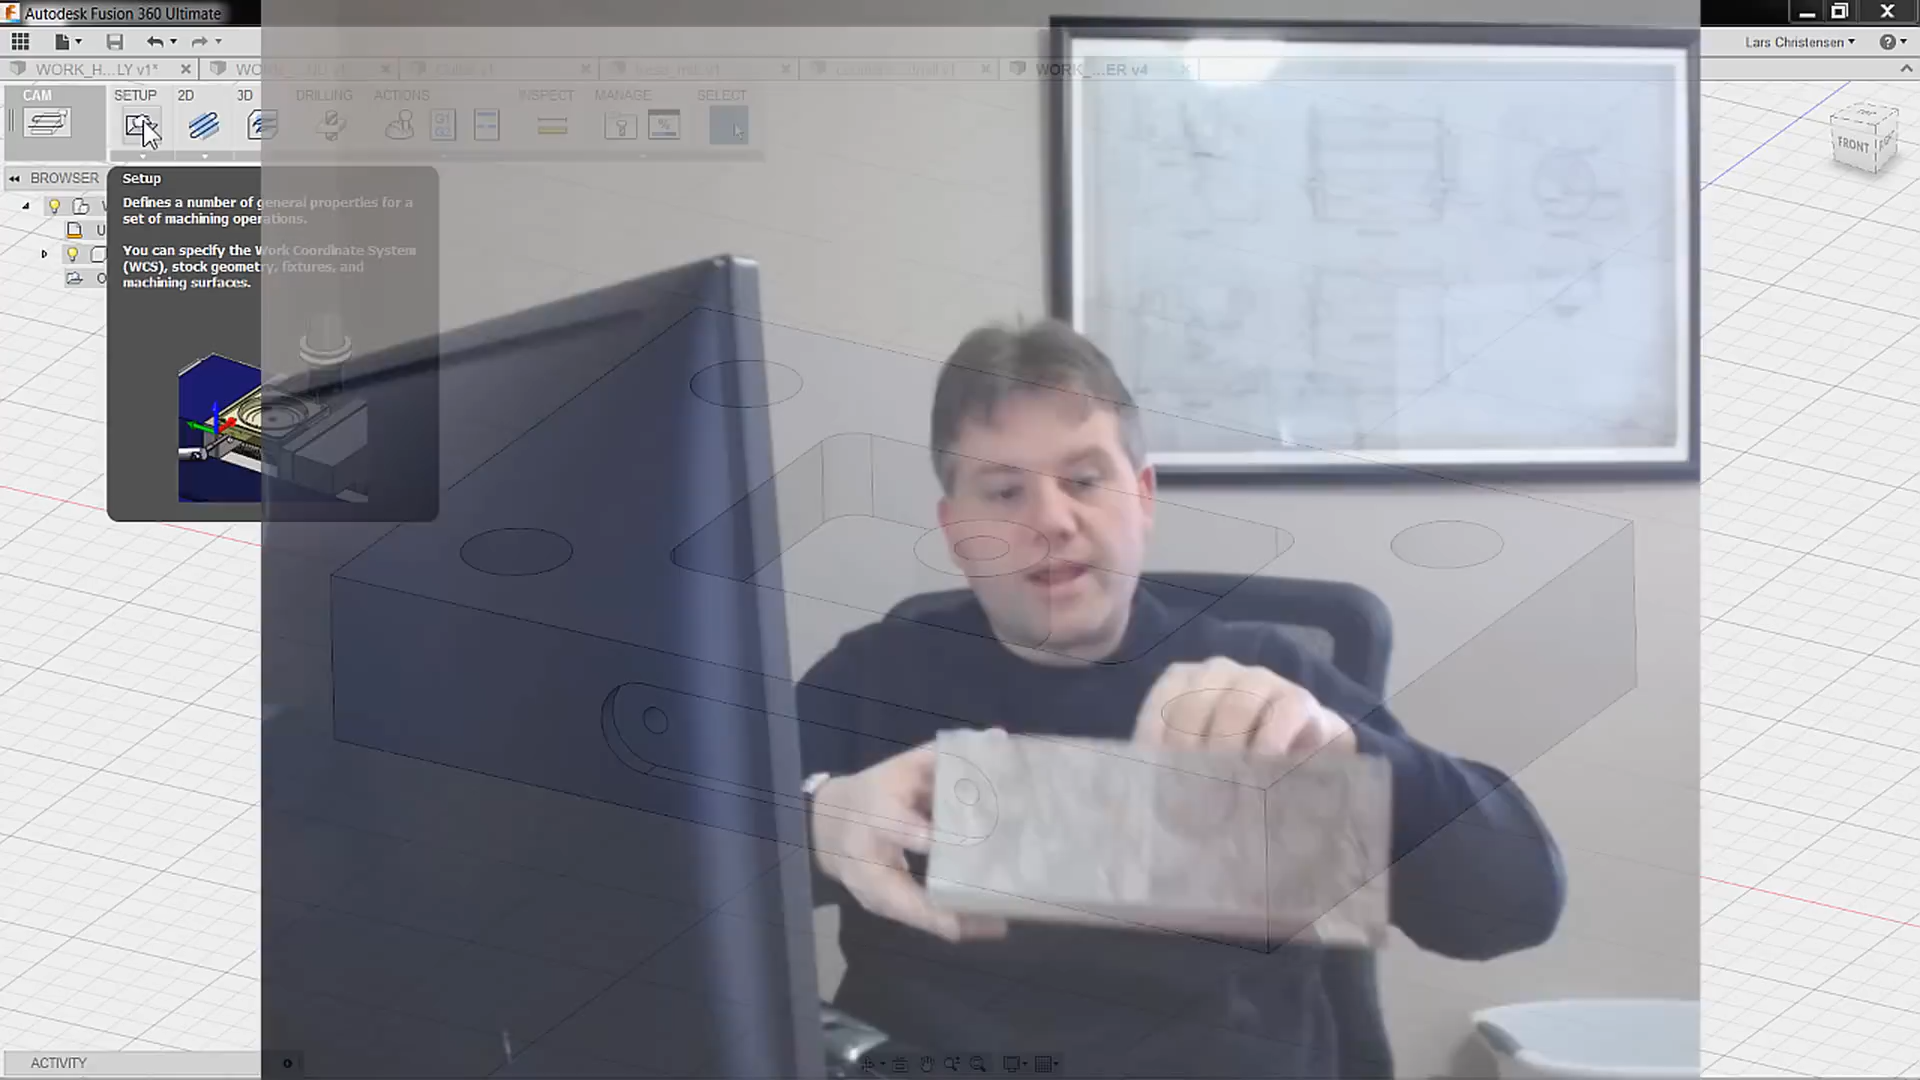 Autodesk Fusion 360 Ultimate
Lars Christensen
WORK_H...LY v1*
WORK_...ER v4
CAM
SETUP
2D
3D
DRILLING
ACTIONS
INSPECT
MANAGE
SELECT
G1
G2
BROWSER
Setup
Defines a number of general properties for a
set of machining operations.
You can specify the Work Coordinate System
(WCS), stock geometry, fixtures, and
machining surfaces.
FRONT
ACTIVITY